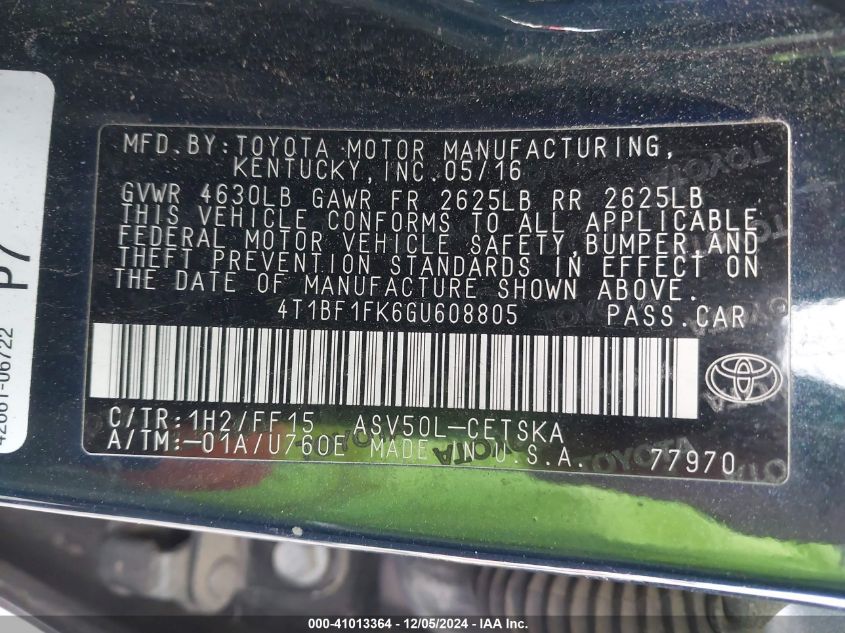 MFD.BY:TOYOTA MOTOR MANUFACTURING,
KENTUCKY,INC.05/16
GVWR 4630LB GAWR FR 2625LB RR 2625LB
THIS VEHICLE CONFORMS TO ALL APPLICABLE
FEDERAL MOTOR VEHICLE SAFETY,BUMPER,AND
THEFT PREVENTION STANDARDS IN EFFECT ON
THE DATE OF MANUFACTURE SHOWN ABOVE.
4T1BF1FK6GU608805 PASS.CAR
C/TR:1H2/FF15 ASV50L-CETSKA
A/TM:-01A/U760E MADE IN U.S.A. 77970
P7
06722
000-41013364 - 12/05/2024 - IAA Inc.